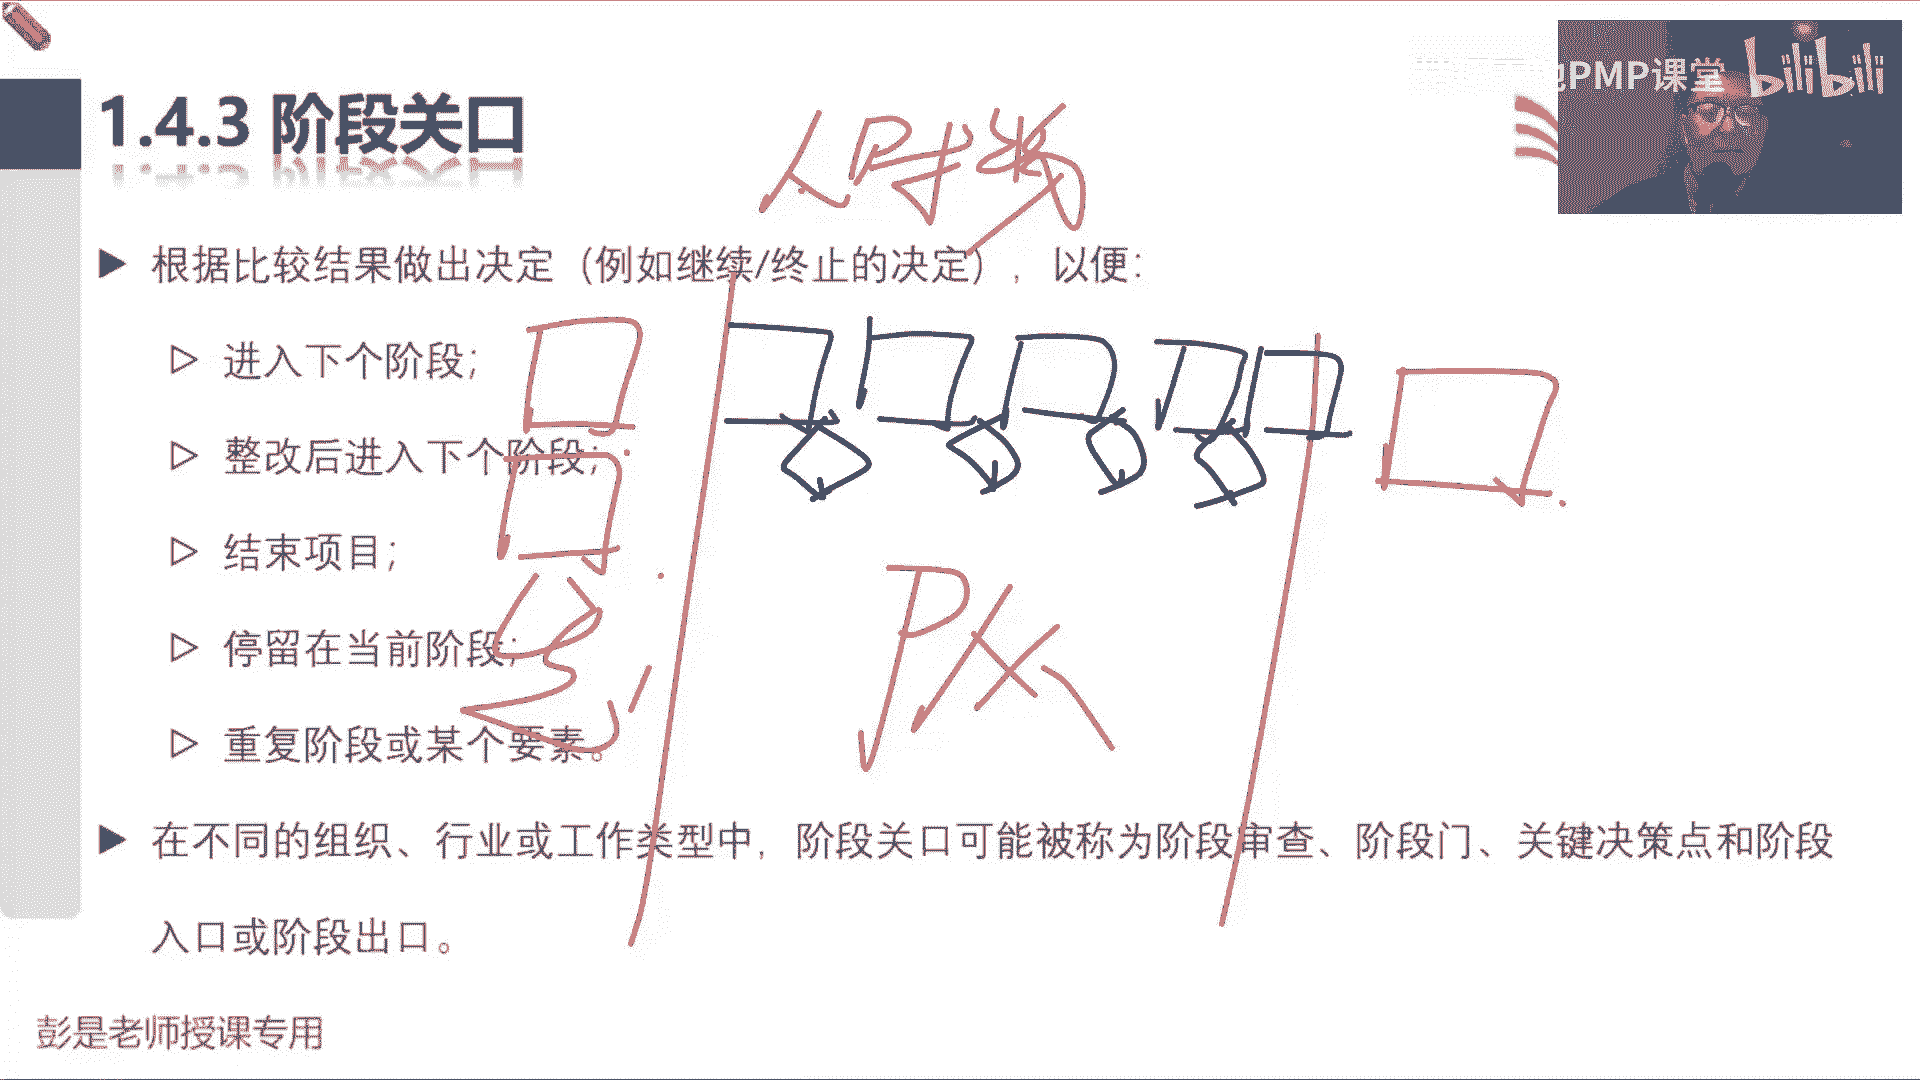 PMP课堂 bilibili
1.4.3 阶段关口
▶ 根据比较结果做出决定（例如继续/终止的决定），以便：
▷ 进入下个阶段；
▷ 整改后进入下个阶段；
▷ 结束项目；
▷ 停留在当前阶段；
▷ 重复阶段或某个要素。
▶ 在不同的组织、行业或工作类型中，阶段关口可能被称为阶段审查、阶段门、关键决策点和阶段
入口或阶段出口。
彭是老师授课专用